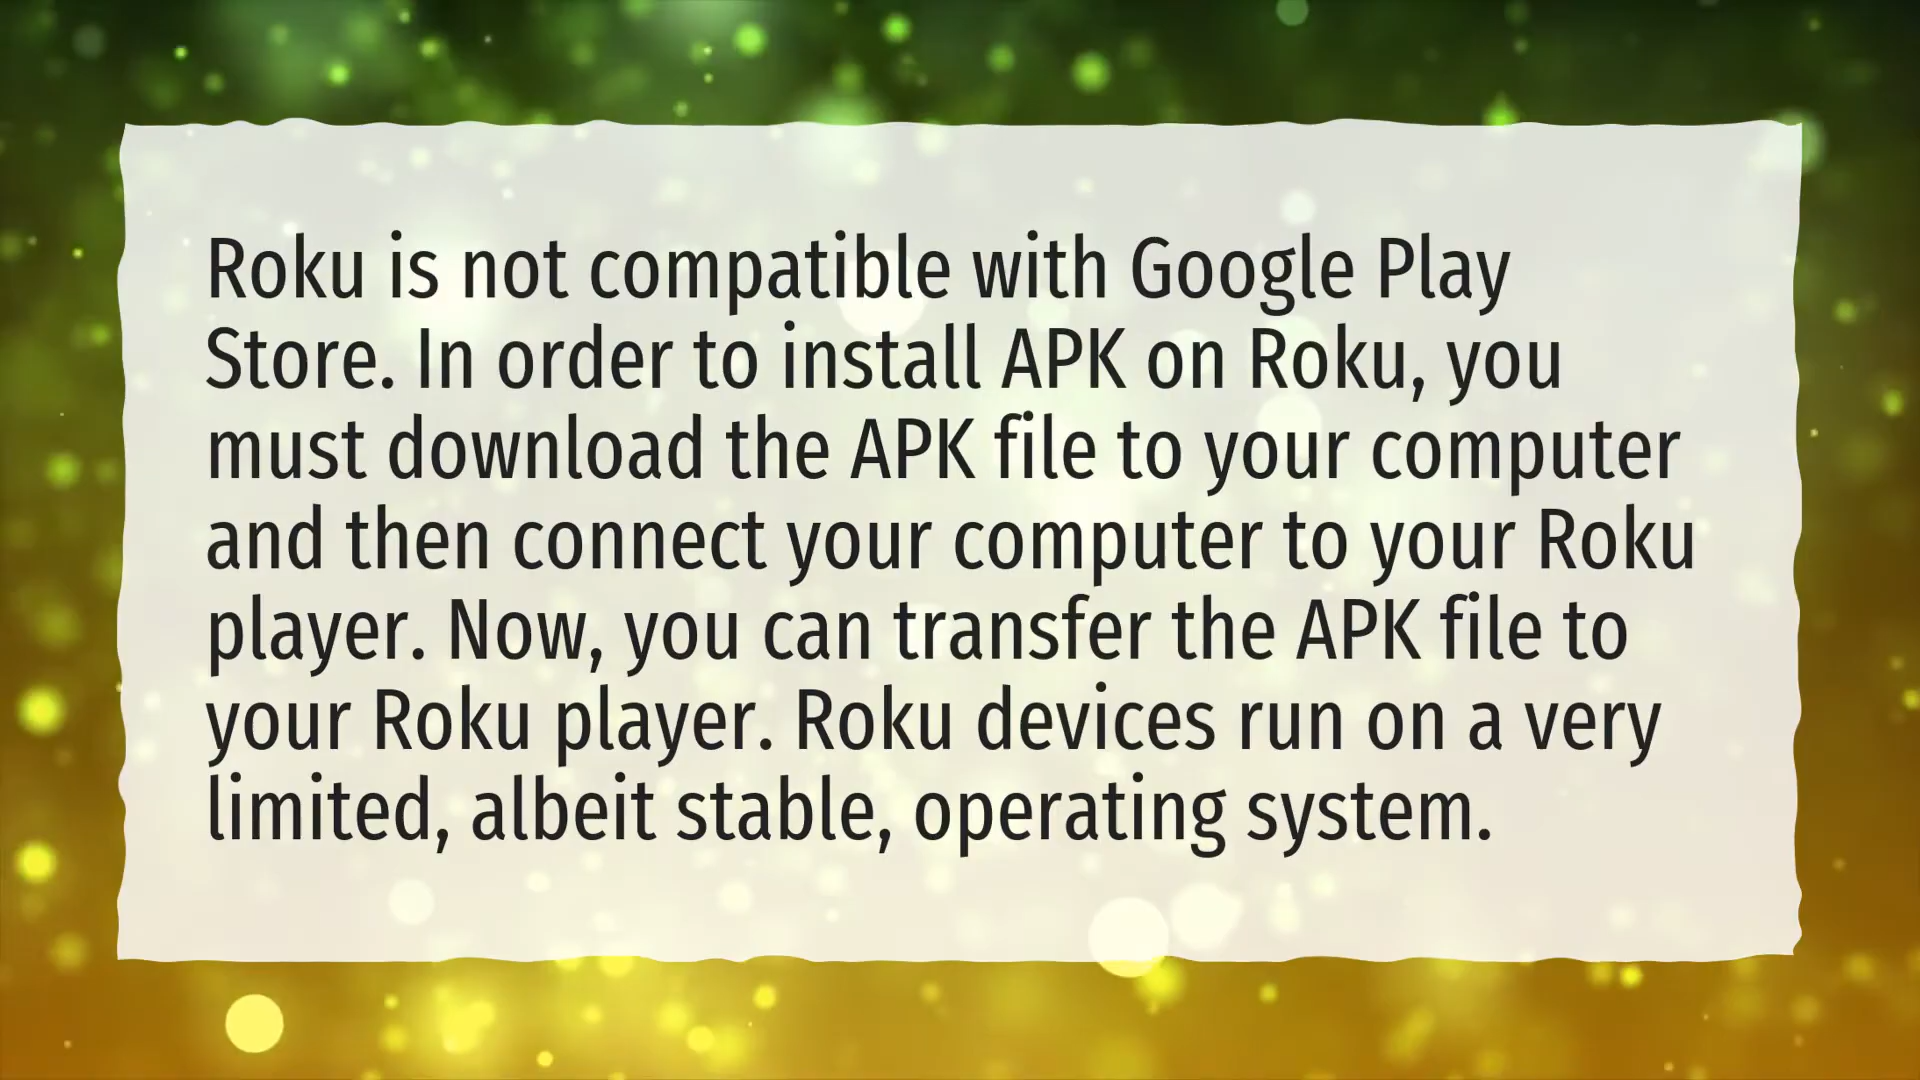 Roku is not compatible with Google Play
Store. In order to install APK on Roku, you
must download the APK file to your computer
and then connect your computer to your Roku
player. Now, you can transfer the APK file to
your Roku player. Roku devices run on a very
limited, albeit stable, operating system.